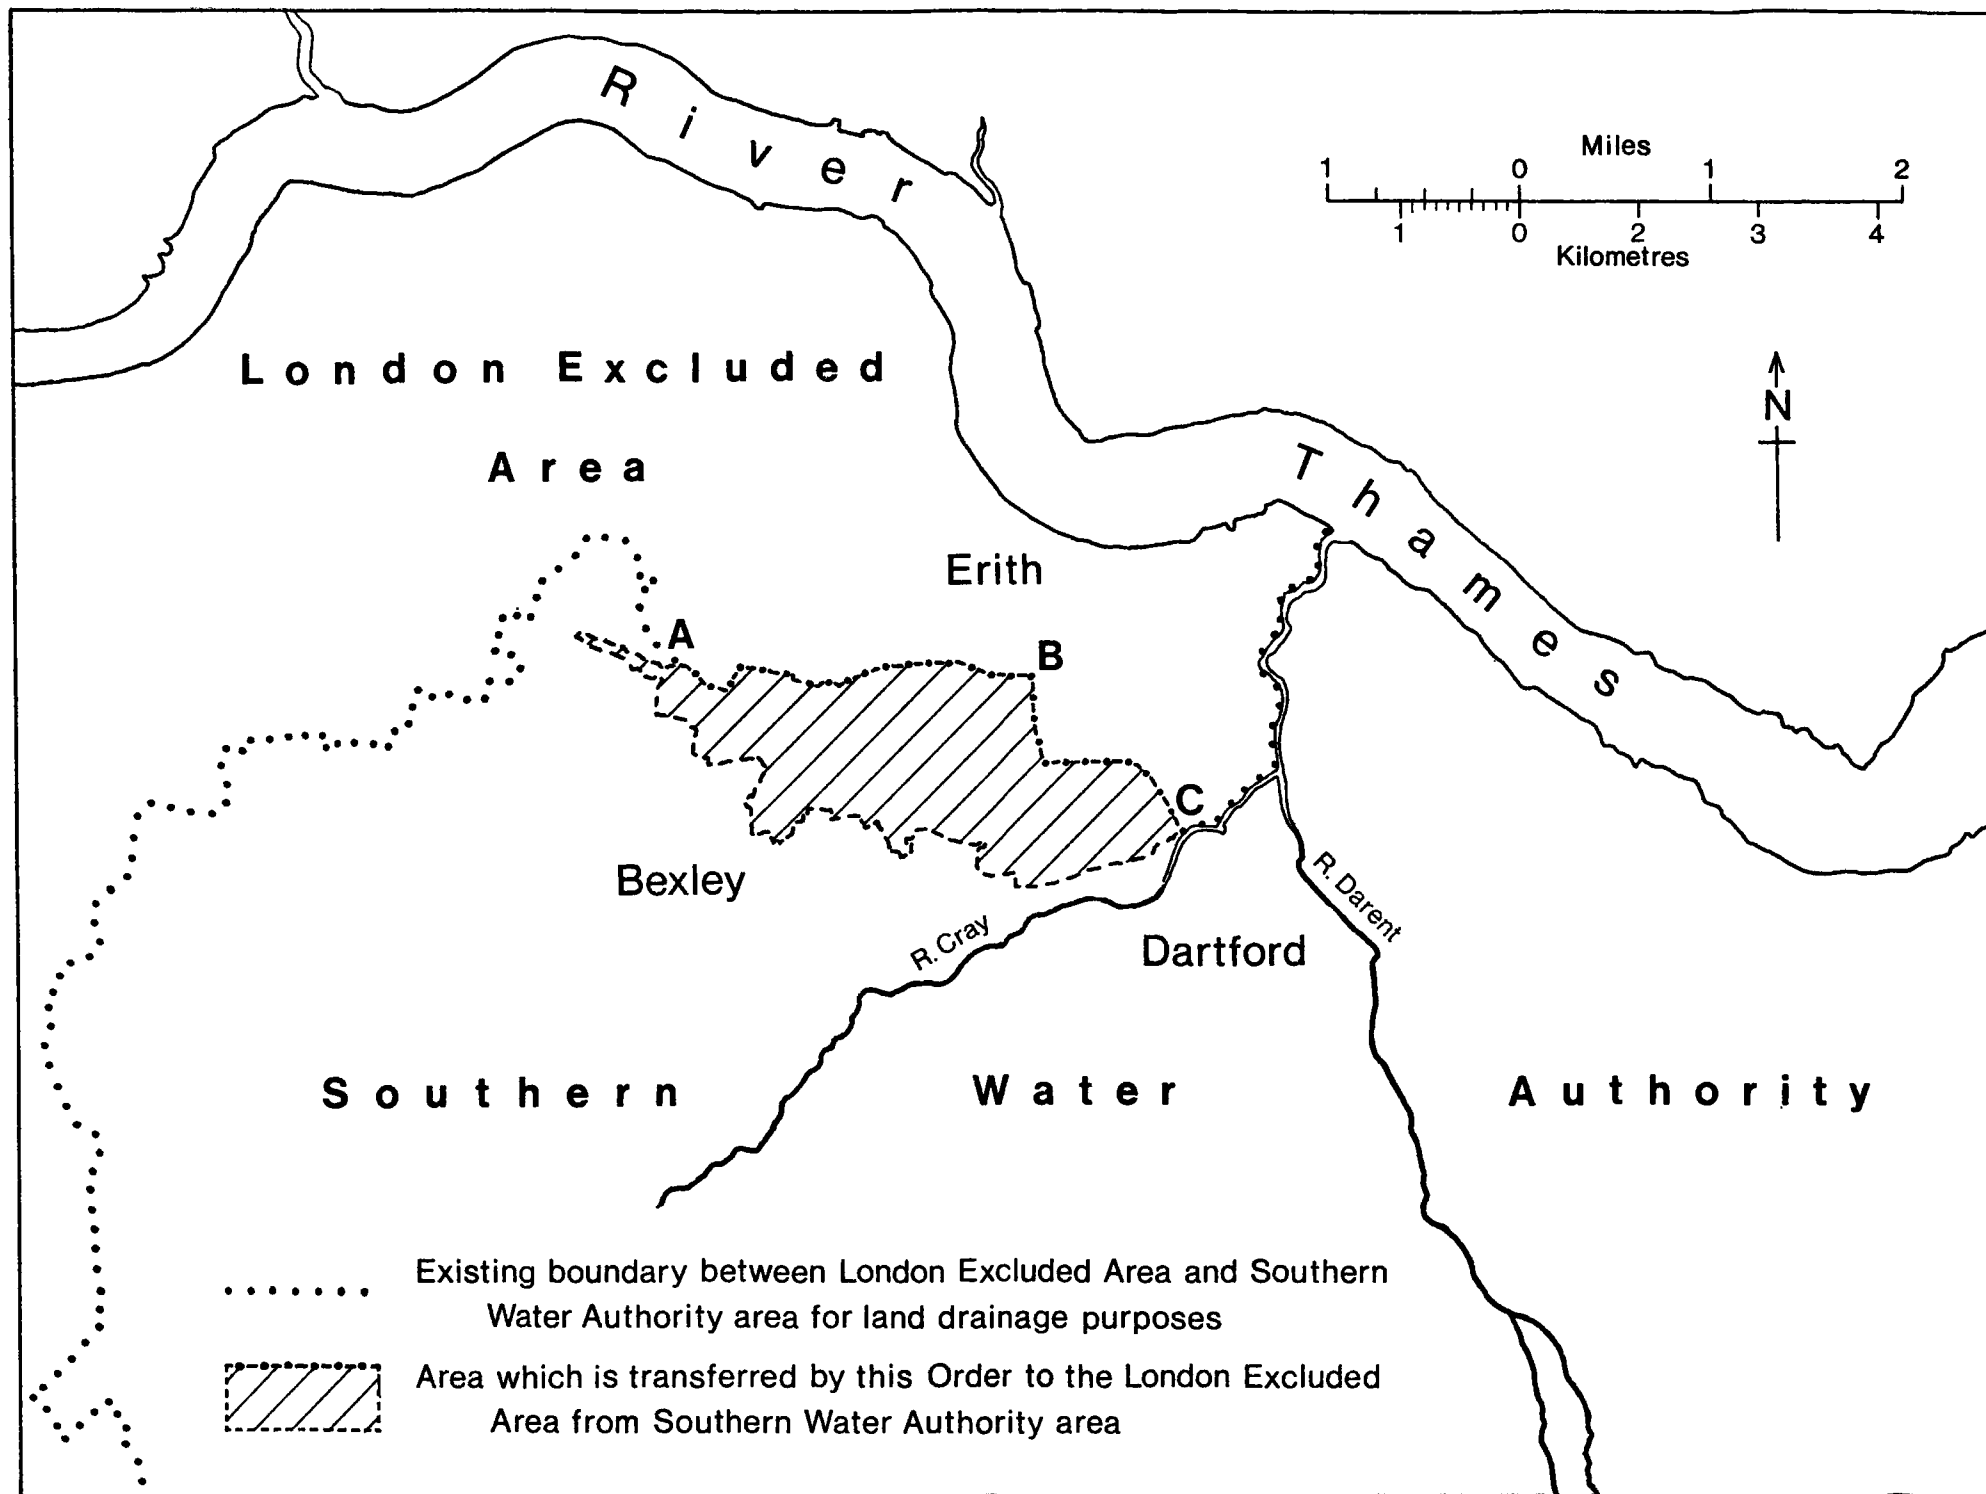 River
Miles
1 0 1 2
1 0 2 3 4
Kilometres
London Excluded
Area
N
Thames
Erith
A
B
C
Bexley
R. Cray
R. Darent
Dartford
Southern Water Authority
Existing boundary between London Excluded Area and Southern
Water Authority area for land drainage purposes
Area which is transferred by this Order to the London Excluded
Area from Southern Water Authority area